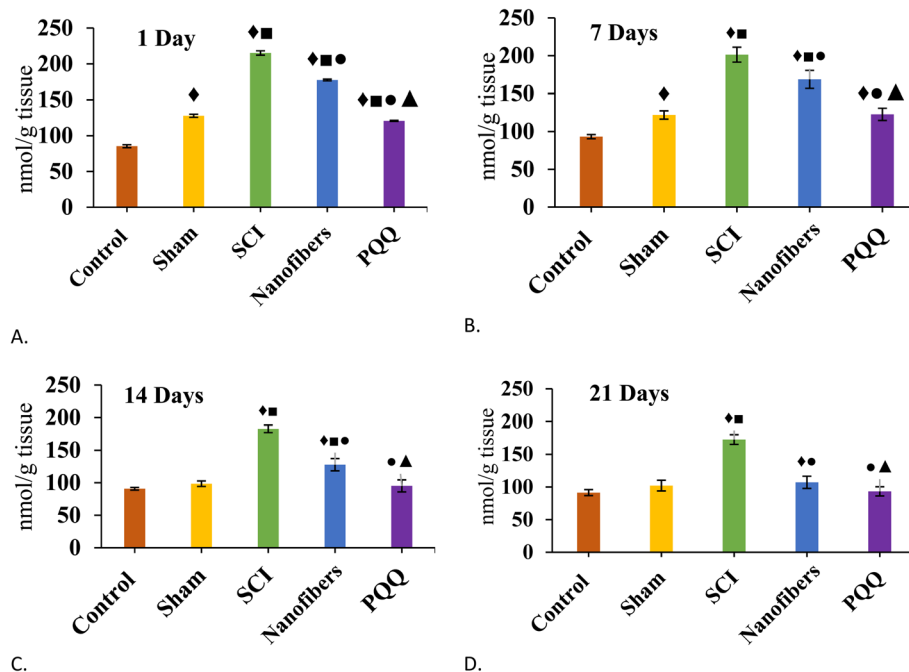 1 Day
nmol/g tissue
250
200
150
100
50
0
♦
♦■
♦■●
♦■●▲
Control
Sham
SCI
Nanofibers
PQQ
A.
7 Days
nmol/g tissue
250
200
150
100
50
0
♦
♦■
♦■●
♦●▲
Control
Sham
SCI
Nanofibers
PQQ
B.
14 Days
nmol/g tissue
250
200
150
100
50
0
♦■
♦■●
●▲
Control
Sham
SCI
Nanofibers
PQQ
C.
21 Days
nmol/g tissue
250
200
150
100
50
0
♦■
♦●
●▲
Control
Sham
SCI
Nanofibers
PQQ
D.